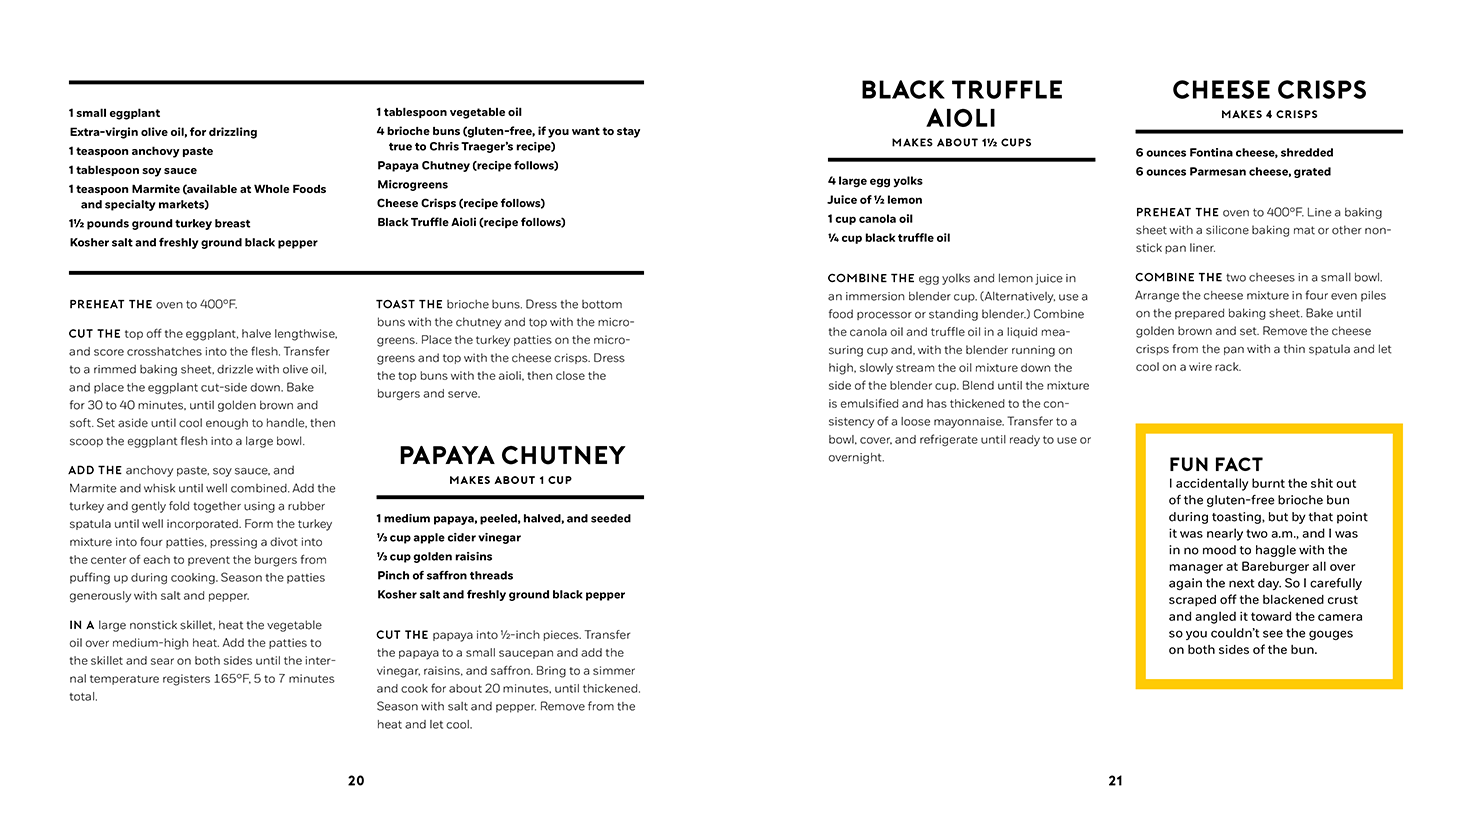 1 small eggplant
Extra-virgin olive oil, for drizzling
1 teaspoon anchovy paste
1 tablespoon soy sauce
1 teaspoon Marmite (available at Whole Foods
and specialty markets)
1½ pounds ground turkey breast
Kosher salt and freshly ground black pepper
1 tablespoon vegetable oil
4 brioche buns (gluten-free, if you want to stay
true to Chris Traeger's recipe)
Papaya Chutney (recipe follows)
Microgreens
Cheese Crisps (recipe follows)
Black Truffle Aioli (recipe follows)
PREHEAT THE oven to 400°F.
CUT THE top off the eggplant, halve lengthwise,
and score crosshatches into the flesh. Transfer
to a rimmed baking sheet, drizzle with olive oil,
and place the eggplant cut-side down. Bake
for 30 to 40 minutes, until golden brown and
soft. Set aside until cool enough to handle, then
scoop the eggplant flesh into a large bowl.
ADD THE anchovy paste, soy sauce, and
Marmite and whisk until well combined. Add the
turkey and gently fold together using a rubber
spatula until well incorporated. Form the turkey
mixture into four patties, pressing a divot into
the center of each to prevent the burgers from
puffing up during cooking. Season the patties
generously with salt and pepper.
IN A large nonstick skillet, heat the vegetable
oil over medium-high heat. Add the patties to
the skillet and sear on both sides until the inter-
nal temperature registers 165°F, 5 to 7 minutes
total.
TOAST THE brioche buns. Dress the bottom
buns with the chutney and top with the micro-
greens. Place the turkey patties on the micro-
greens and top with the cheese crisps. Dress
the top buns with the aioli, then close the
burgers and serve.
PAPAYA CHUTNEY
MAKES ABOUT 1 CUP
1 medium papaya, peeled, halved, and seeded
⅓ cup apple cider vinegar
⅓ cup golden raisins
Pinch of saffron threads
Kosher salt and freshly ground black pepper
CUT THE papaya into ½-inch pieces. Transfer
the papaya to a small saucepan and add the
vinegar, raisins, and saffron. Bring to a simmer
and cook for about 20 minutes, until thickened.
Season with salt and pepper. Remove from the
heat and let cool.
20
BLACK TRUFFLE
AIOLI
MAKES ABOUT 1½ CUPS
4 large egg yolks
Juice of ½ lemon
1 cup canola oil
¼ cup black truffle oil
COMBINE THE egg yolks and lemon juice in
an immersion blender cup. (Alternatively, use a
food processor or standing blender.) Combine
the canola oil and truffle oil in a liquid mea-
suring cup and, with the blender running on
high, slowly stream the oil mixture down the
side of the blender cup. Blend until the mixture
is emulsified and has thickened to the con-
sistency of a loose mayonnaise. Transfer to a
bowl, cover, and refrigerate until ready to use or
overnight.
CHEESE CRISPS
MAKES 4 CRISPS
6 ounces Fontina cheese, shredded
6 ounces Parmesan cheese, grated
PREHEAT THE oven to 400°F. Line a baking
sheet with a silicone baking mat or other non-
stick pan liner.
COMBINE THE two cheeses in a small bowl.
Arrange the cheese mixture in four even piles
on the prepared baking sheet. Bake until
golden brown and set. Remove the cheese
crisps from the pan with a thin spatula and let
cool on a wire rack.
FUN FACT
I accidentally burnt the shit out
of the gluten-free brioche bun
during toasting, but by that point
it was nearly two a.m., and I was
in no mood to haggle with the
manager at Bareburger all over
again the next day. So I carefully
scraped off the blackened crust
and angled it toward the camera
so you couldn't see the gouges
on both sides of the bun.
21